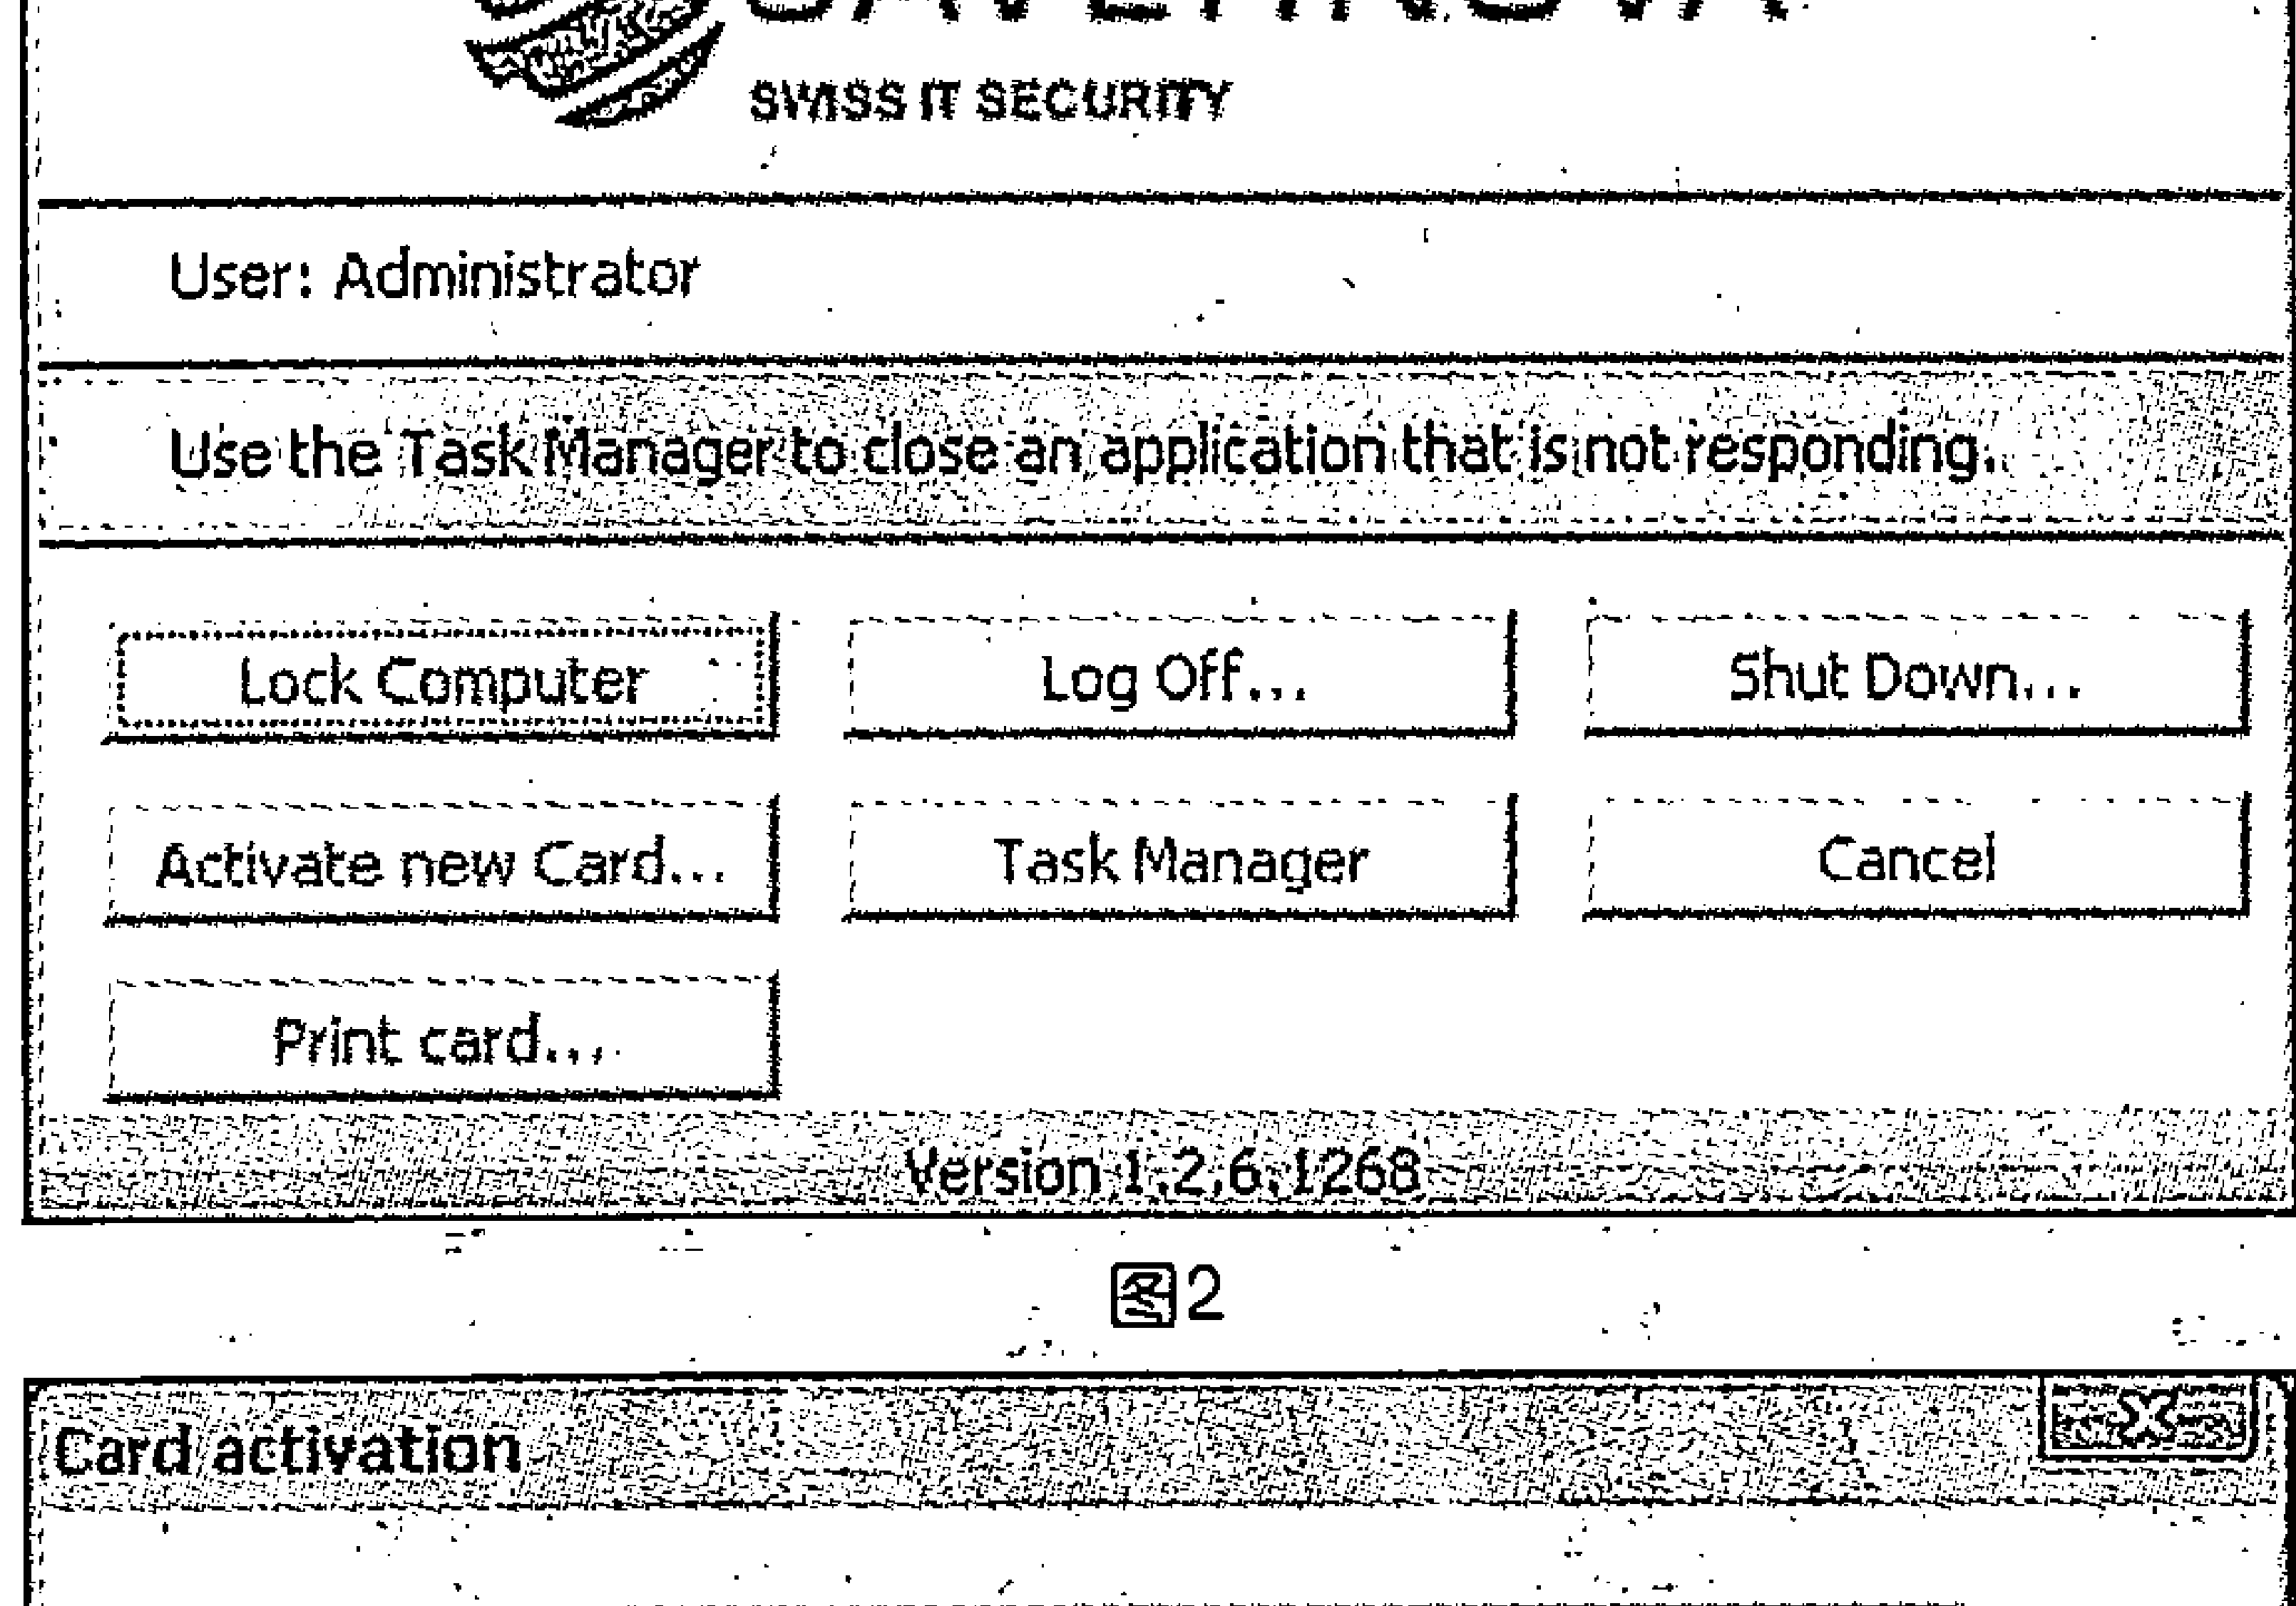 SWISS IT SECURITY
User: Administrator
Use the Task Manager to close an application that is not responding.
Lock Computer
Log Off...
Shut Down...
Activate new Card...
Task Manager
Cancel
Print card...
Version 1.2.6.1268
图2
Card activation
X